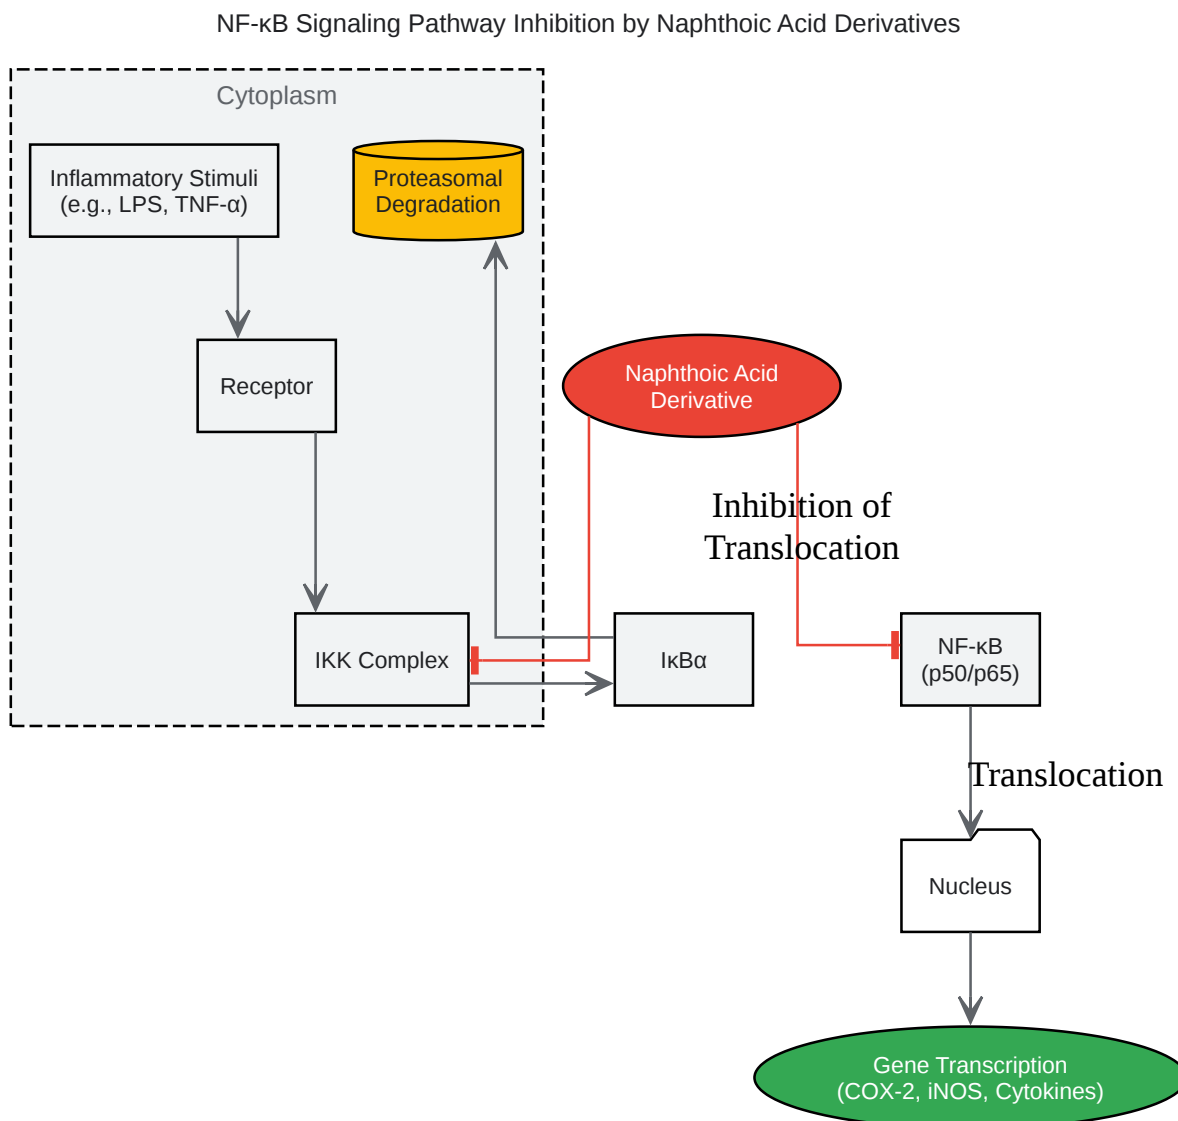 NF-κB Signaling Pathway Inhibition by Naphthoic Acid Derivatives
Cytoplasm
Inflammatory Stimuli
(e.g., LPS, TNF-α)
Proteasomal
Degradation
Receptor
Naphthoic Acid
Derivative
Inhibition of
Translocation
IKK Complex
IκBα
NF-κB
(p50/p65)
Translocation
Nucleus
Gene Transcription
(COX-2, iNOS, Cytokines)